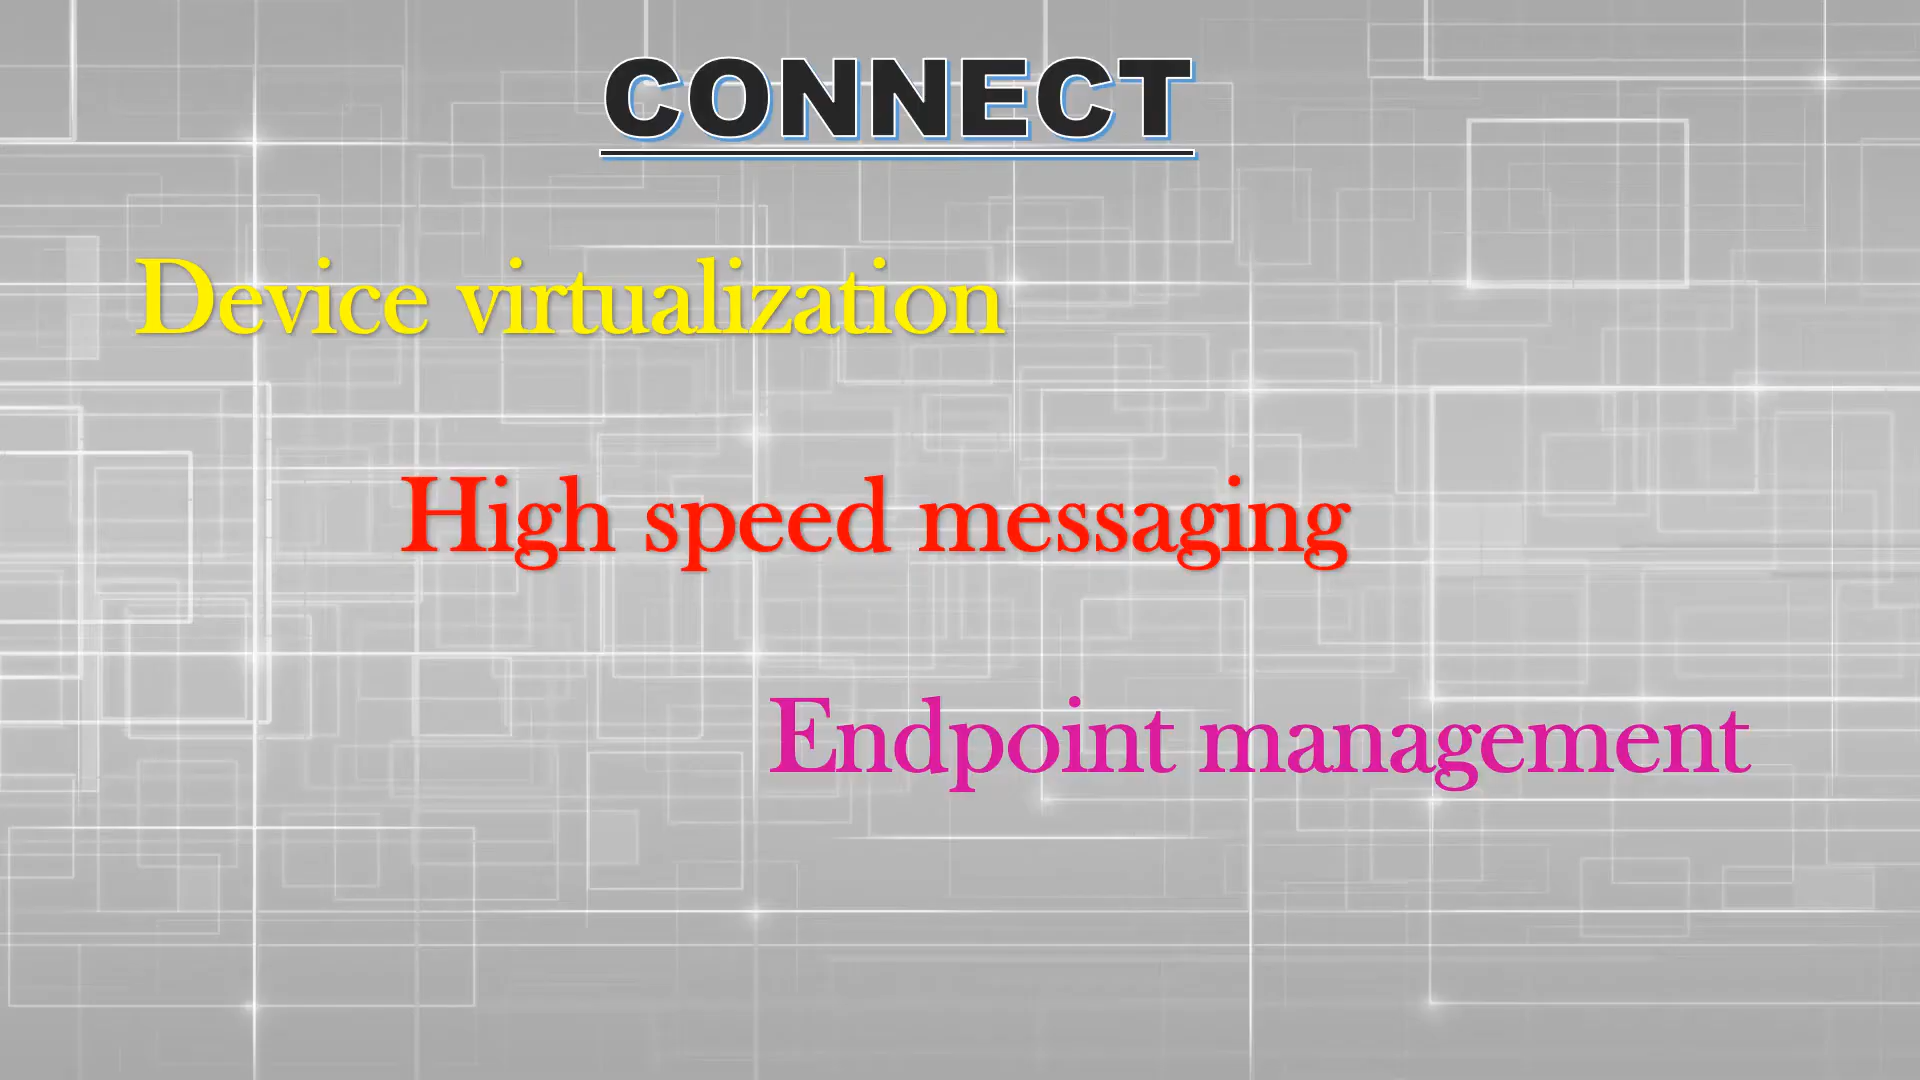 CONNECT
Device virtualization
High speed messaging
Endpoint management